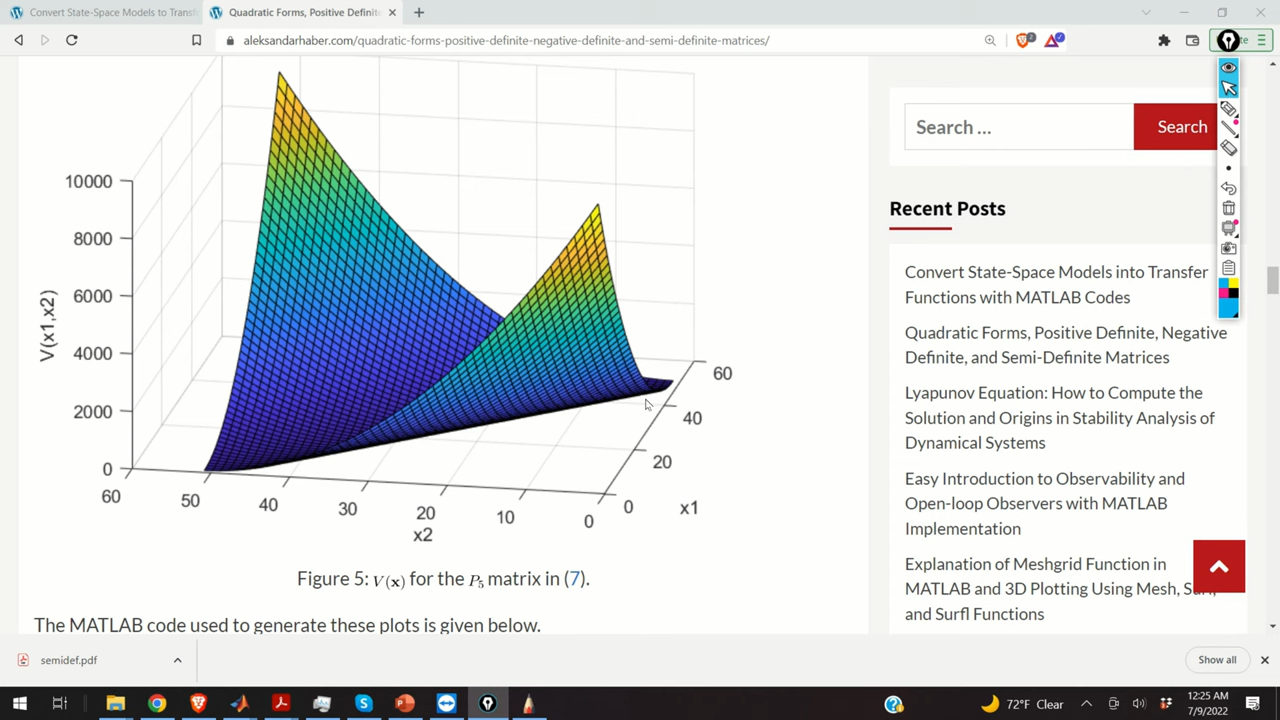 Convert State-Space Models to Transf
Quadratic Forms, Positive Definite
aleksandarhaber.com/quadratic-forms-positive-definite-negative-definite-and-semi-definite-matrices/
10000
8000
6000
4000
2000
0
V(x1,x2)
60
50
40
30
20
10
0
x2
0
20
40
60
x1
Figure 5: V(x) for the P5 matrix in (7).
The MATLAB code used to generate these plots is given below.
Search ...
Search
Recent Posts
Convert State-Space Models into Transfer
Functions with MATLAB Codes
Quadratic Forms, Positive Definite, Negative
Definite, and Semi-Definite Matrices
Lyapunov Equation: How to Compute the
Solution and Origins in Stability Analysis of
Dynamical Systems
Easy Introduction to Observability and
Open-loop Observers with MATLAB
Implementation
Explanation of Meshgrid Function in
MATLAB and 3D Plotting Using Mesh, Surf,
and Surfl Functions
semidef.pdf
Show all
72°F Clear
12:25 AM
7/9/2022